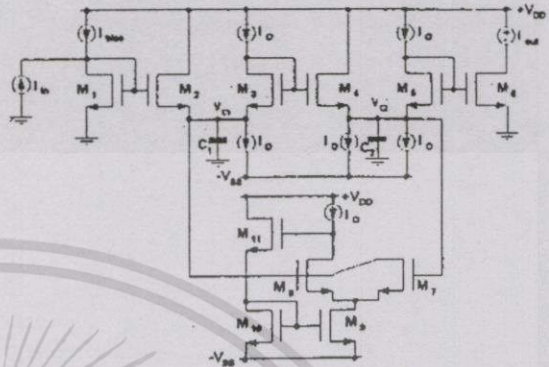 +V_DD
I_bias
I_o
I_o
I_out
I_in
M_1
M_2
M_3
M_4
M_5
M_6
V_C1
V_C2
C_1
I_o
I_o
C_2
I_o
-V_SS
+V_DD
M_11
I_o
M_8
M_7
M_10
M_9
-V_SS